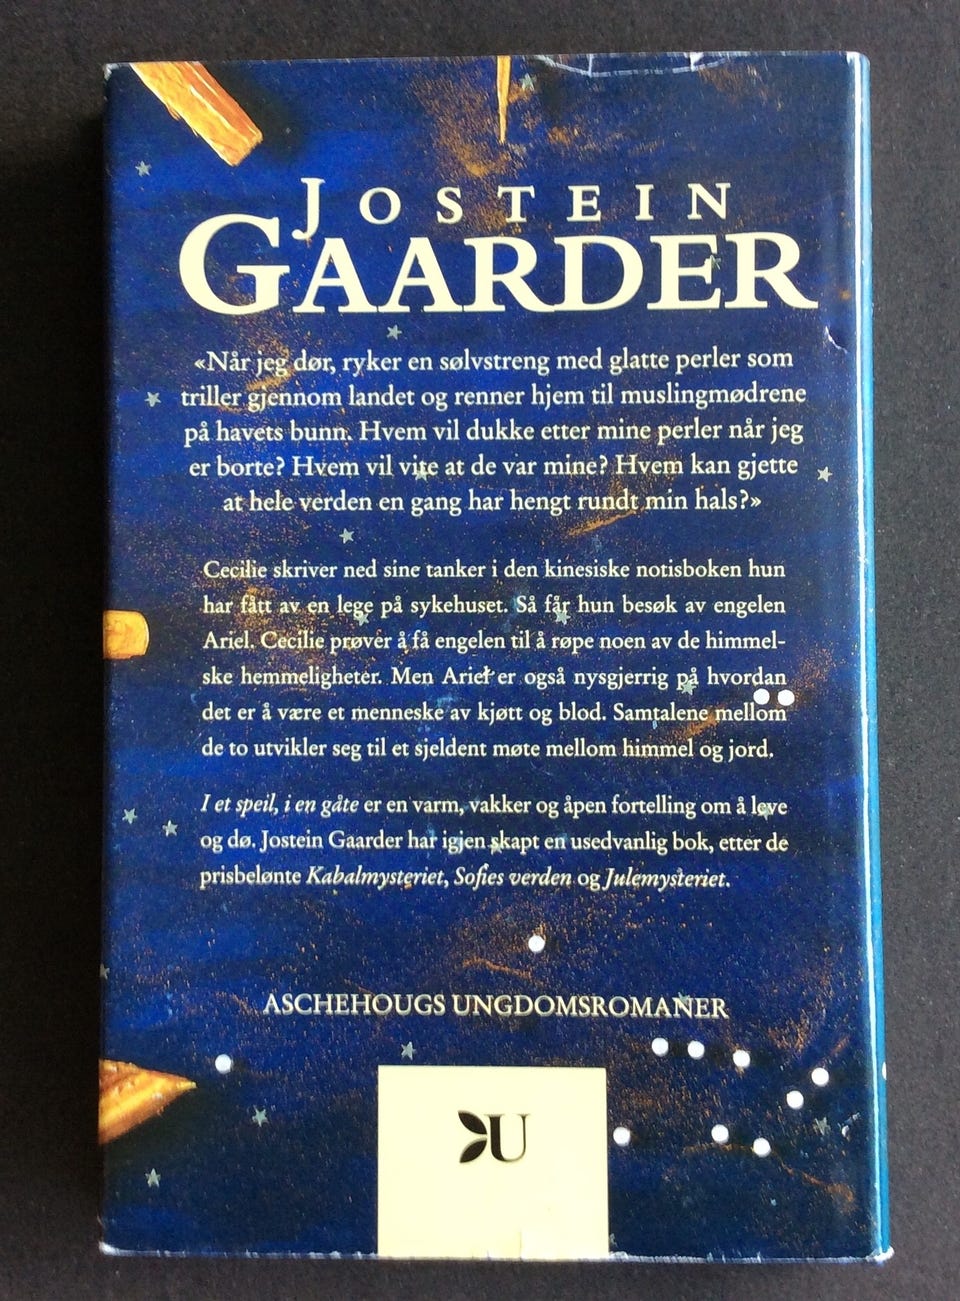 JOSTEIN
GAARDER
«Når jeg dør, ryker en sølvstreng med glatte perler som
triller gjennom landet og renner hjem til muslingmødrene
på havets bunn. Hvem vil dukke etter mine perler når jeg
er borte? Hvem vil vite at de var mine? Hvem kan gjette
at hele verden en gang har hengt rundt min hals?»
Cecilie skriver ned sine tanker i den kinesiske notisboken hun
har fått av en lege på sykehuset. Så får hun besøk av engelen
Ariel. Cecilie prøver å få engelen til å røpe noen av de himmel-
ske hemmeligheter. Men Ariel er også nysgjerrig på hvordan
det er å være et menneske av kjøtt og blod. Samtalene mellom
de to utvikler seg til et sjeldent møte mellom himmel og jord.
I et speil, i en gåte er en varm, vakker og åpen fortelling om å leve
og dø. Jostein Gaarder har igjen skapt en usedvanlig bok, etter de
prisbelønte Kabalmysteriet, Sofies verden og Julemysteriet.
ASCHEHOUGS UNGDOMSROMANER
U